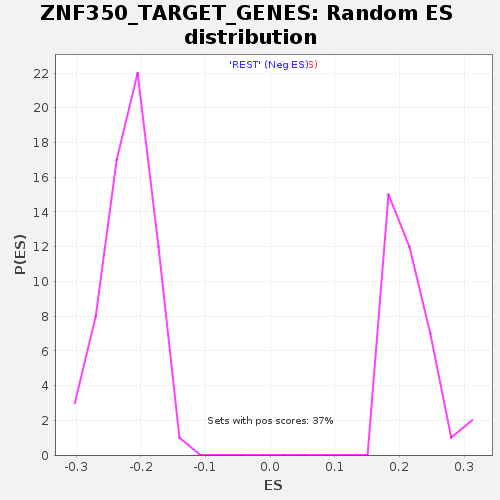 ZNF350_TARGET_GENES: Random ES
distribution
'REST' (Neg ES)
22
20
18
16
14
12
10
8
6
4
2
0
P(ES)
Sets with pos scores: 37%
-0.3 -0.2 -0.1 0.0 0.1 0.2 0.3
ES